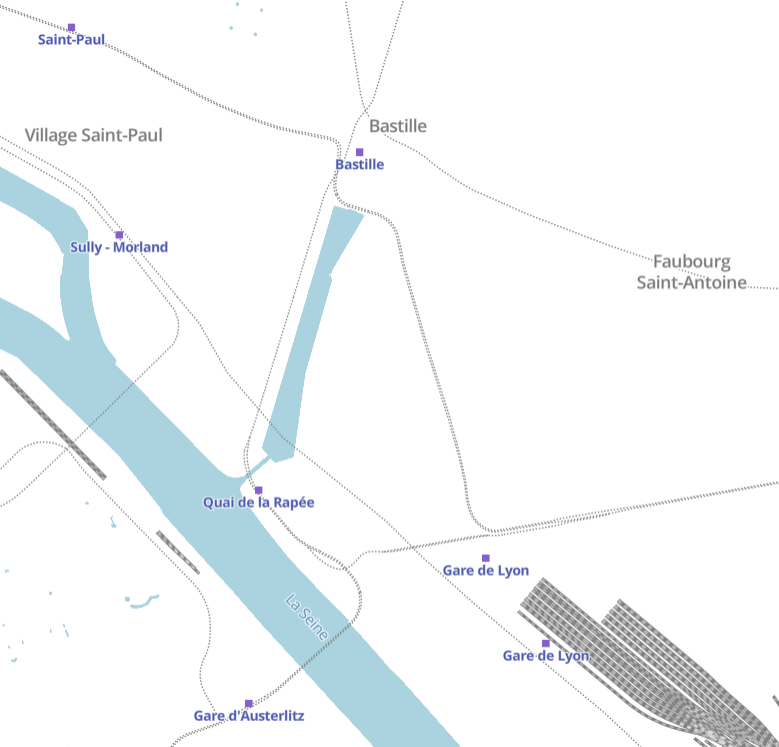 Saint-Paul
Bastille
Village Saint-Paul
Bastille
Sully - Morland
Faubourg
Saint-Antoine
Quai de la Rapée
Gare de Lyon
La Seine
Gare de Lyon
Gare d'Austerlitz